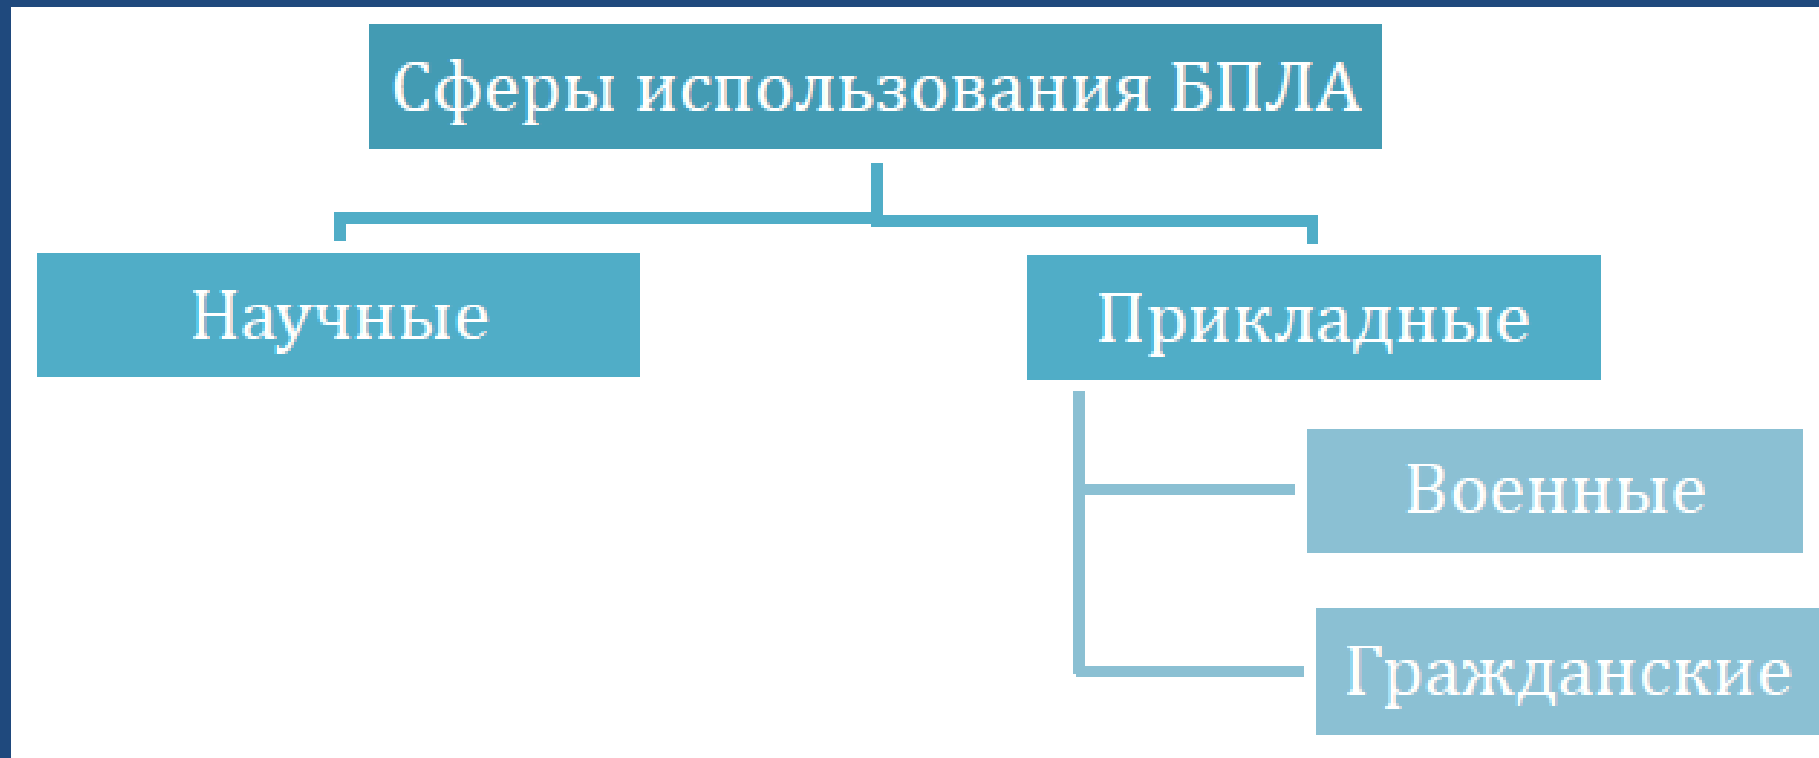 Сферы использования БПЛА
Научные
Прикладные
Военные
Гражданские